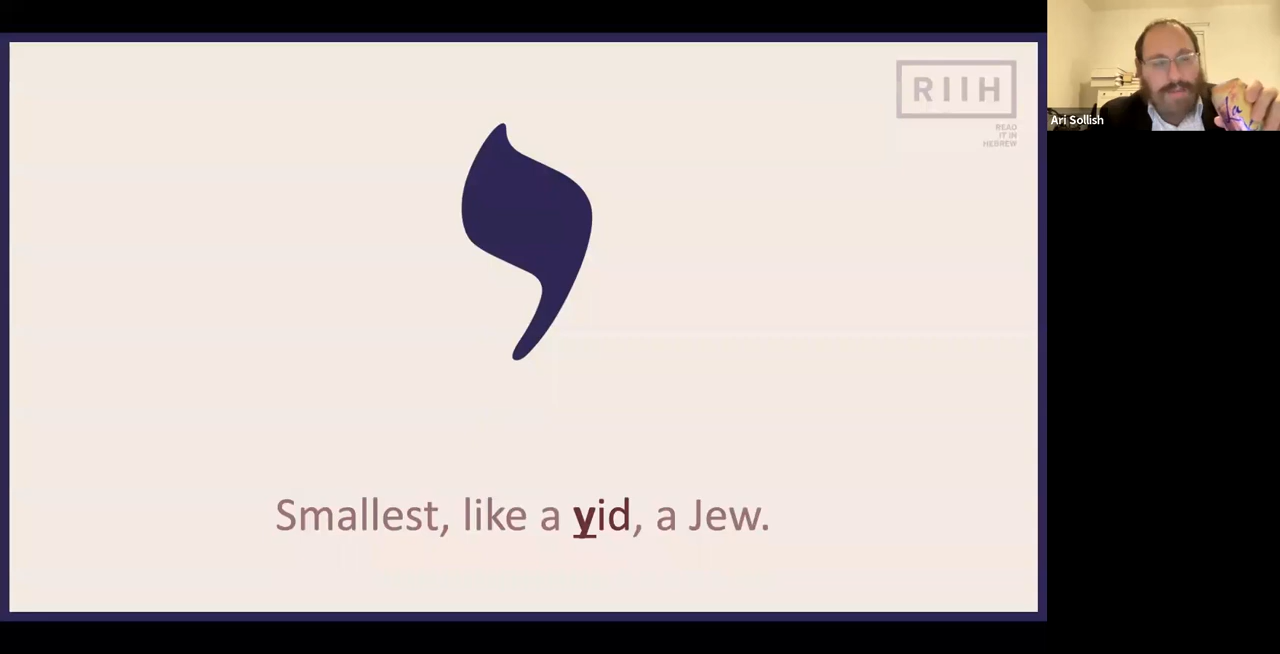 RIIH
READ
IT IN
HEBREW
י
Smallest, like a yid, a Jew.
Ari Sollish